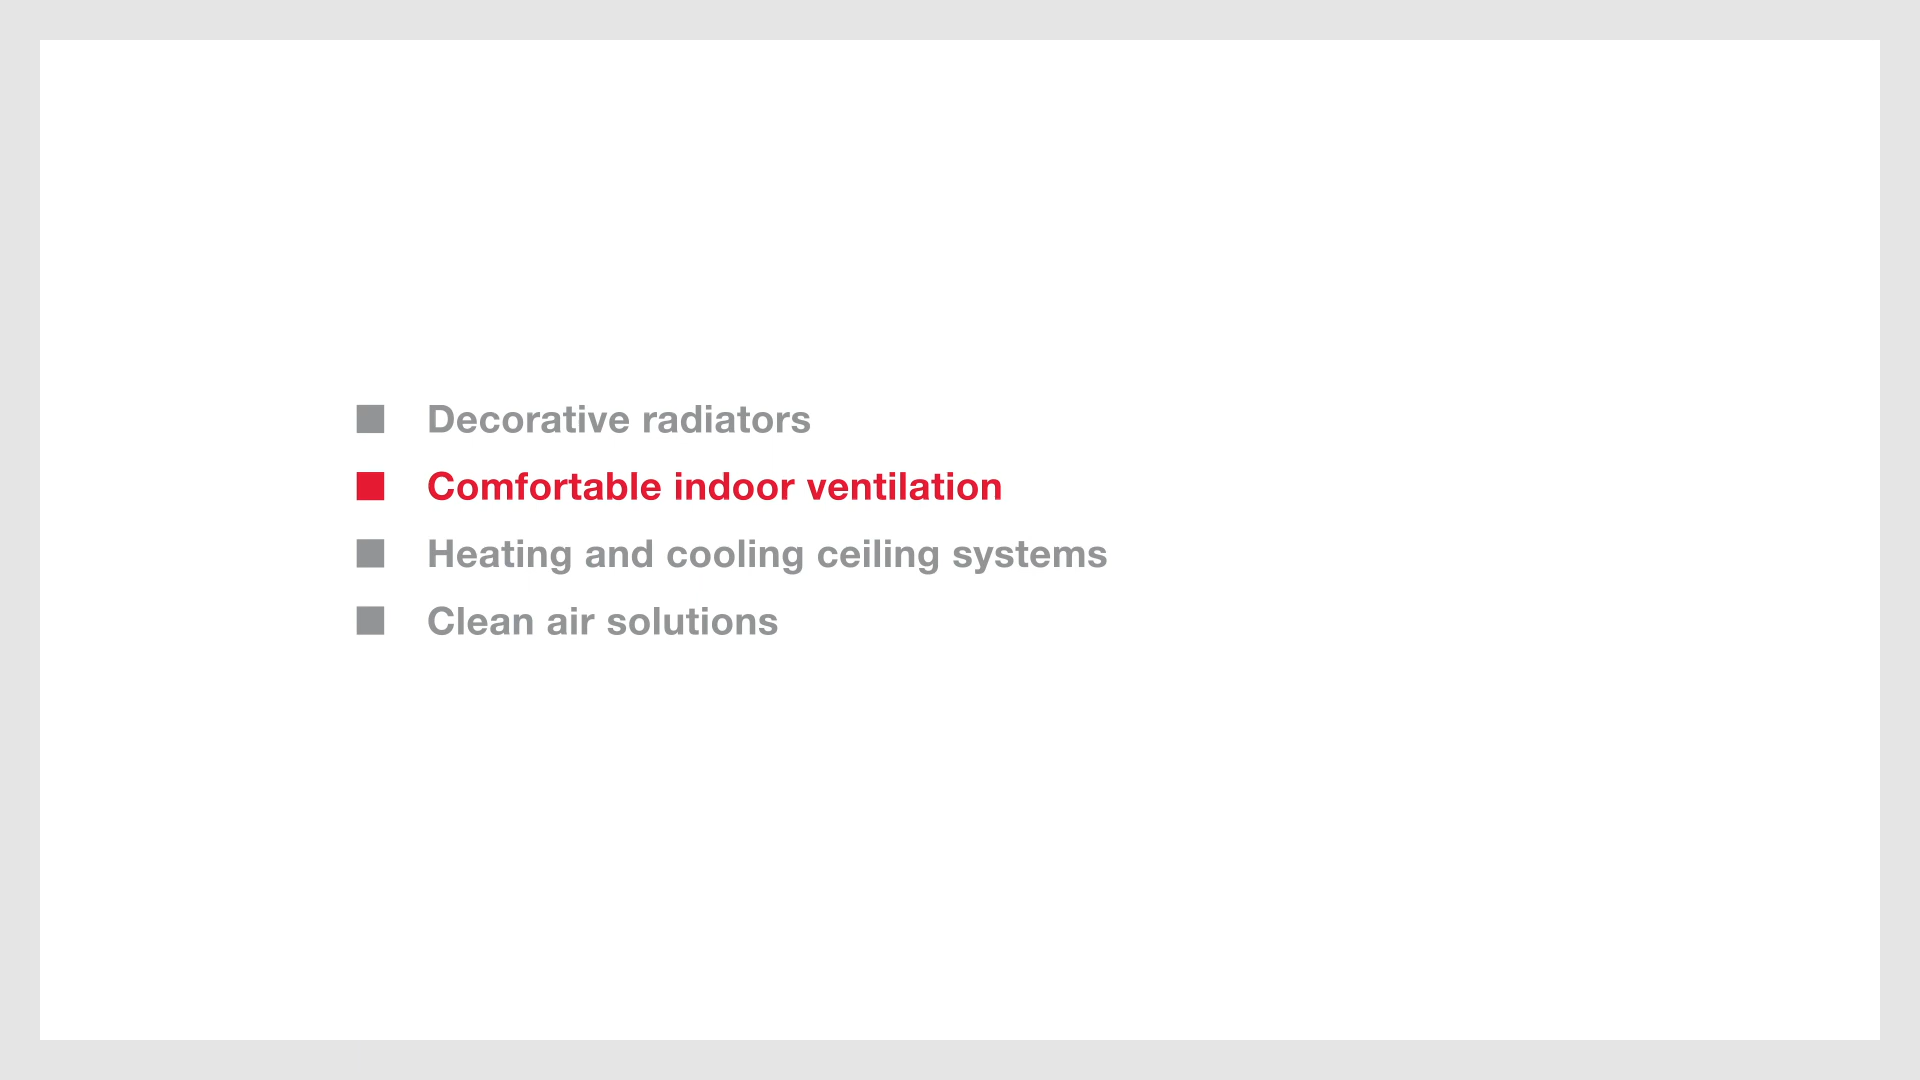 Decorative radiators
Comfortable indoor ventilation
Heating and cooling ceiling systems
Clean air solutions